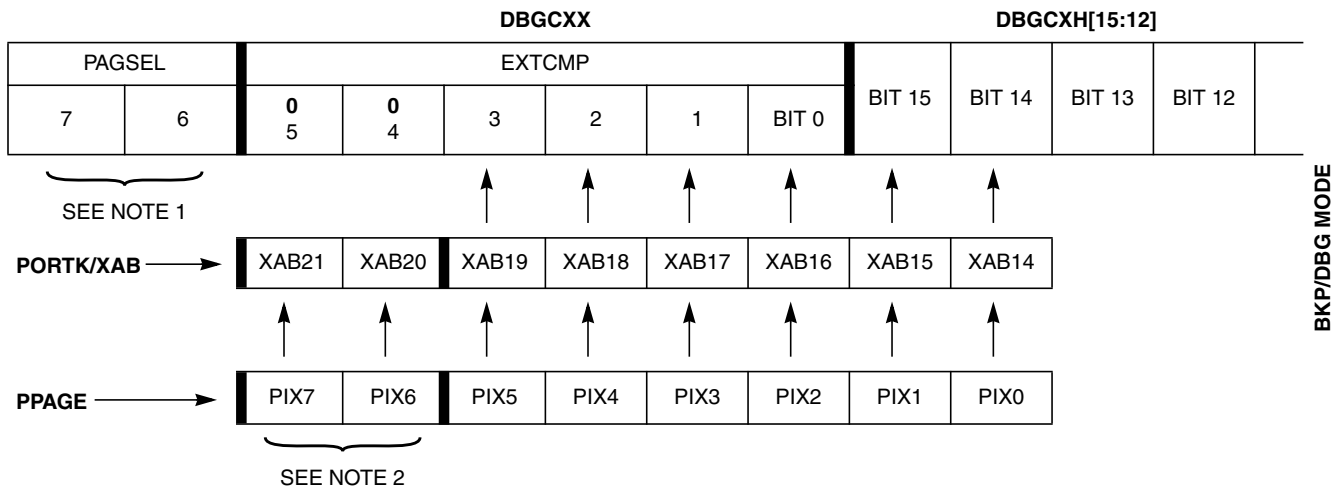 DBGCXX DBGCXH[15:12]
PAGSEL EXTCMP
7 6 0 5 0 4 3 2 1 BIT 0 BIT 15 BIT 14 BIT 13 BIT 12
SEE NOTE 1
PORTK/XAB XAB21 XAB20 XAB19 XAB18 XAB17 XAB16 XAB15 XAB14
PPAGE PIX7 PIX6 PIX5 PIX4 PIX3 PIX2 PIX1 PIX0
SEE NOTE 2
BKP/DBG MODE